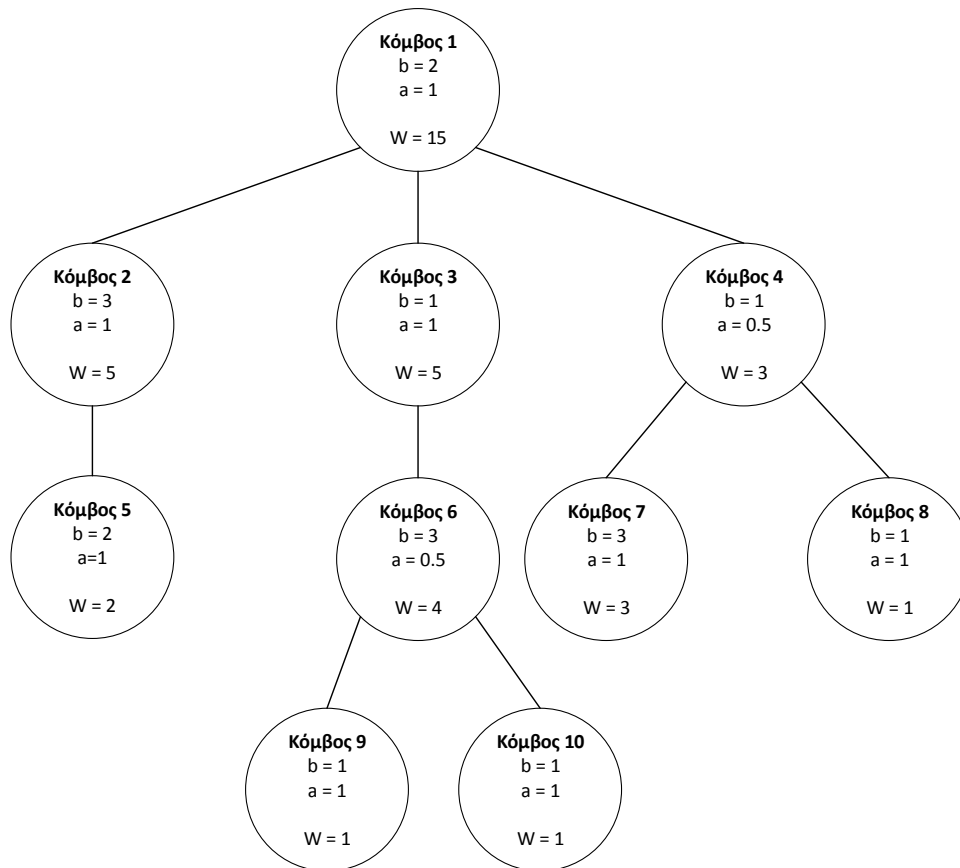 Κόμβος 1
b = 2
a = 1
W = 15
Κόμβος 2
b = 3
a = 1
W = 5
Κόμβος 3
b = 1
a = 1
W = 5
Κόμβος 4
b = 1
a = 0.5
W = 3
Κόμβος 5
b = 2
a=1
W = 2
Κόμβος 6
b = 3
a = 0.5
W = 4
Κόμβος 7
b = 3
a = 1
W = 3
Κόμβος 8
b = 1
a = 1
W = 1
Κόμβος 9
b = 1
a = 1
W = 1
Κόμβος 10
b = 1
a = 1
W = 1